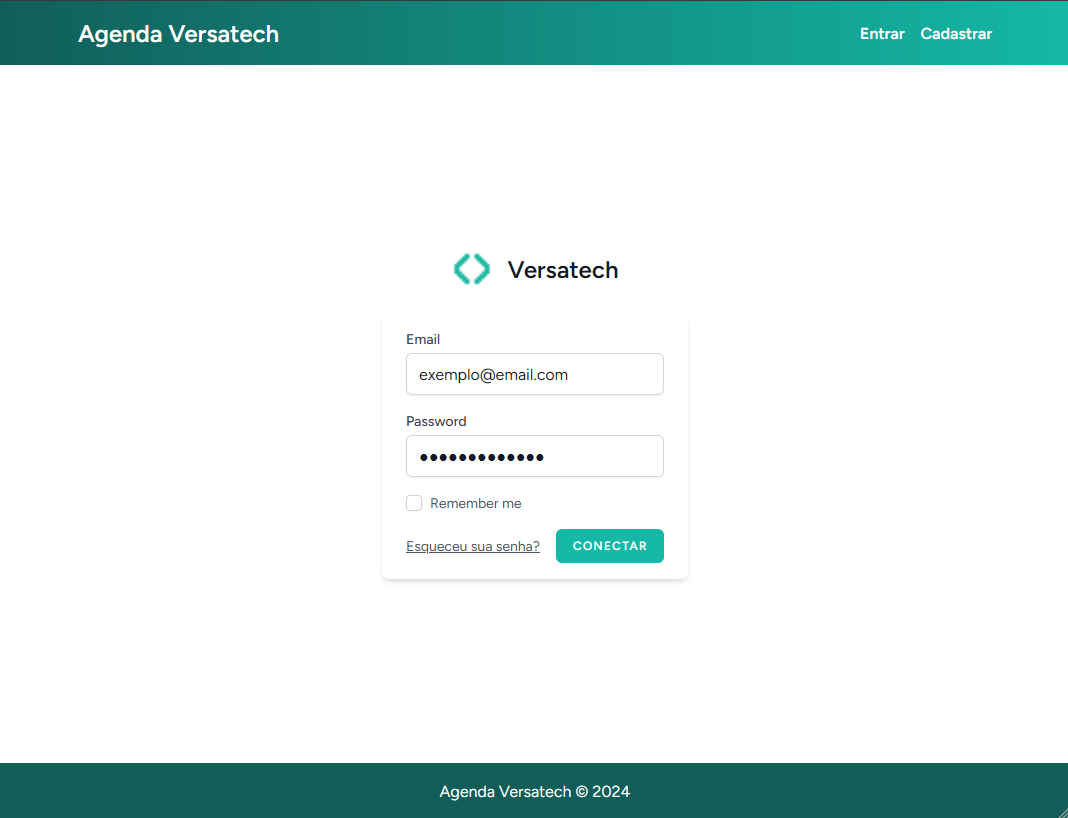 Agenda Versatech
Entrar Cadastrar
Versatech
Email
exemplo@email.com
Password
●●●●●●●●●●●●●
Remember me
Esqueceu sua senha? CONECTAR
Agenda Versatech © 2024